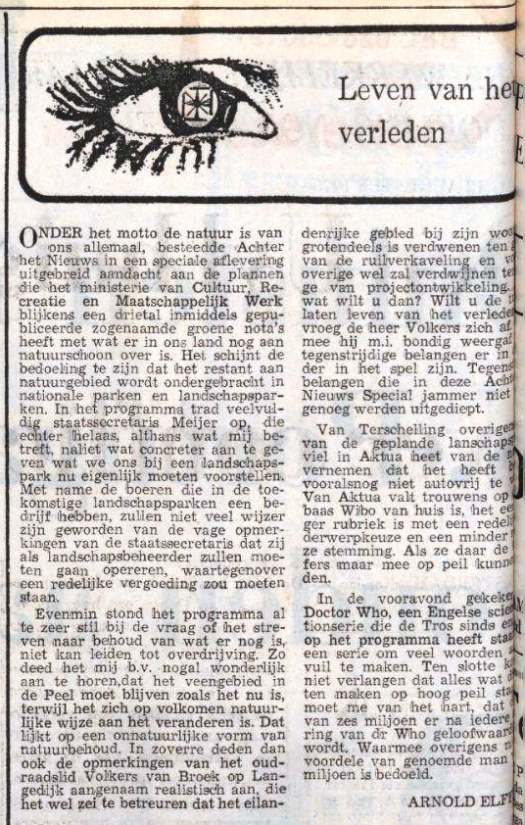 Leven van he
verleden
ONDER het motto de natuur is van
ons allemaal, besteedde Achter
het Nieuws in een speciale aflevering
uitgebreid aandacht aan de plannen
die het ministerie van Cultuur, Re-
creatie en Maatschappelijk Werk
blijkens een drietal inmiddels gepu-
bliceerde zogenaamde groene nota's
heeft met wat er in ons land nog aan
natuurschoon over is. Het schijnt de
bedoeling te zijn dat het restant aan
natuurgebied wordt ondergebracht in
nationale parken en landschapspar-
ken. In het programma trad veelvul-
dig staatssecretaris Meijer op, die
echter helaas, althans wat mij be-
treft, naliet wat concreter aan te ge-
ven wat we ons bij een landschaps-
park nu eigenlijk moeten voorstellen.
Met name de boeren die in de toe-
komstige landschapsparken een be-
drijf hebben, zullen niet veel wijzer
zijn geworden van de vage opmer-
kingen van de staatssecretaris dat zij
als landschapsbeheerder zullen moe-
ten gaan opereren, waartegenover
een redelijke vergoeding zou moeten
staan.
Evenmin stond het programma al
te zeer stil bij de vraag of het stre-
ven naar behoud van wat er nog is,
niet kan leiden tot overdrijving. Zo
deed het mij b.v. nogal wonderlijk
aan te horen,dat het veengebied in
de Peel moet blijven zoals het nu is,
terwijl het zich op volkomen natuur-
lijke wijze aan het veranderen is. Dat
lijkt op een onnatuurlijke vorm van
natuurbehoud. In zoverre deden dan
ook de opmerkingen van het oud-
raadslid Volkers van Broek op Lan-
gedijk aangenaam realistisch aan, die
het wel zei te betreuren dat het eilan-
denrijke gebied bij zijn woo
grotendeels is verdwenen ten
van de ruilverkaveling en
overige wel zal verdwijnen te
ge van projectontwikkeling.
wat wilt u dan? Wilt u de
laten leven van het verlede
vroeg de heer Volkers zich af
mee hij m.i. bondig weergaf
tegenstrijdige belangen er in
der in het spel zijn. Tegens
belangen die in deze Acht
Nieuws Special jammer niet
genoeg werden uitgediept.
Van Terschelling overigen
van de geplande lanschaps
viel in Aktua heet van de
vernemen dat het heeft
vooralsnog niet autovrij te
Van Aktua valt trouwens op
baas Wibo van huis is, het ee
ger rubriek is met een redel
derwerpkeuze en een minder
ze stemming. Als ze daar de
fers maar mee op peil kunn
den.
In de vooravond gekeke
Doctor Who, een Engelse scie
tionserie die de Tros sinds e
op het programma heeft staa
een serie om veel woorden
vuil te maken. Ten slotte k
niet verlangen dat alles wat
ten maken op hoog peil sta
moet me van het hart, dat
van zes miljoen er na iedere
ring van dr Who geloofwaar
wordt. Waarmee overigens n
voordele van genoemde man
miljoen is bedoeld.
ARNOLD ELF